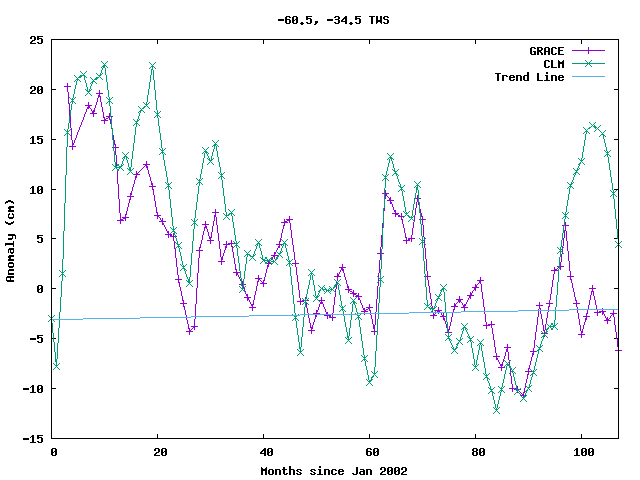 -60.5, -34.5 TWS
GRACE
CLM
Trend Line
25
20
15
10
5
0
-5
-10
-15
Anomaly (cm)
0 20 40 60 80 100
Months since Jan 2002